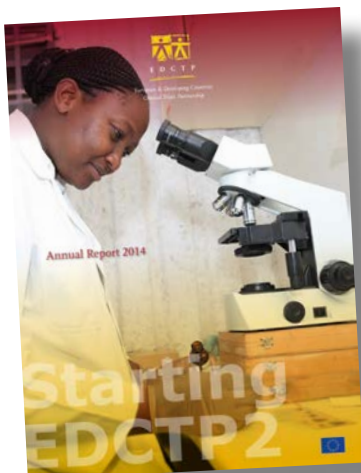 EDCTP
European & Developing Countries
Clinical Trials Partnership
Annual Report 2014
Starting
EDCTP2